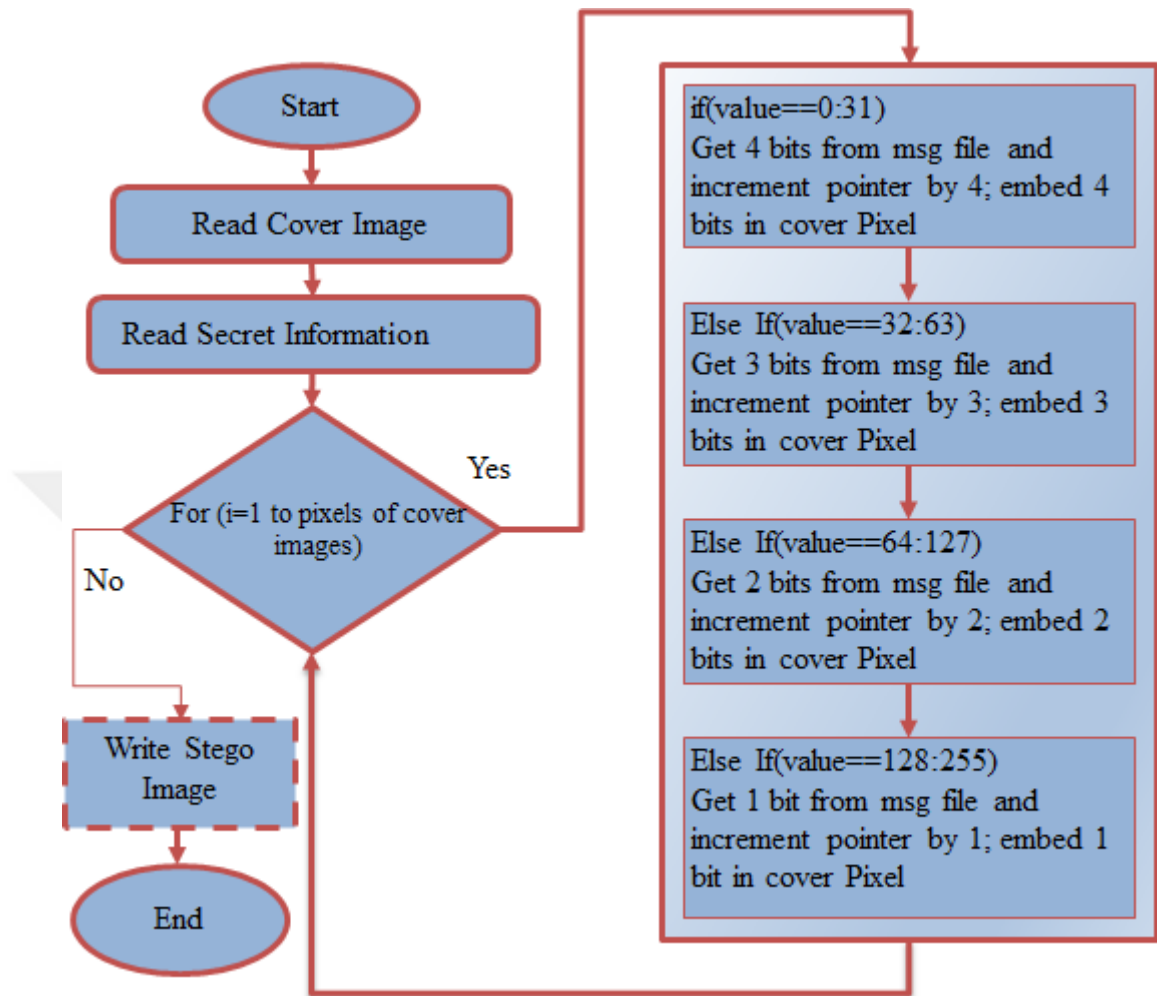 Start
Read Cover Image
Read Secret Information
For (i=1 to pixels of cover
images)
Yes
No
Write Stego
Image
End
if(value==0:31)
Get 4 bits from msg file and
increment pointer by 4; embed 4
bits in cover Pixel
Else If(value==32:63)
Get 3 bits from msg file and
increment pointer by 3; embed 3
bits in cover Pixel
Else If(value==64:127)
Get 2 bits from msg file and
increment pointer by 2; embed 2
bits in cover Pixel
Else If(value==128:255)
Get 1 bit from msg file and
increment pointer by 1; embed 1
bit in cover Pixel